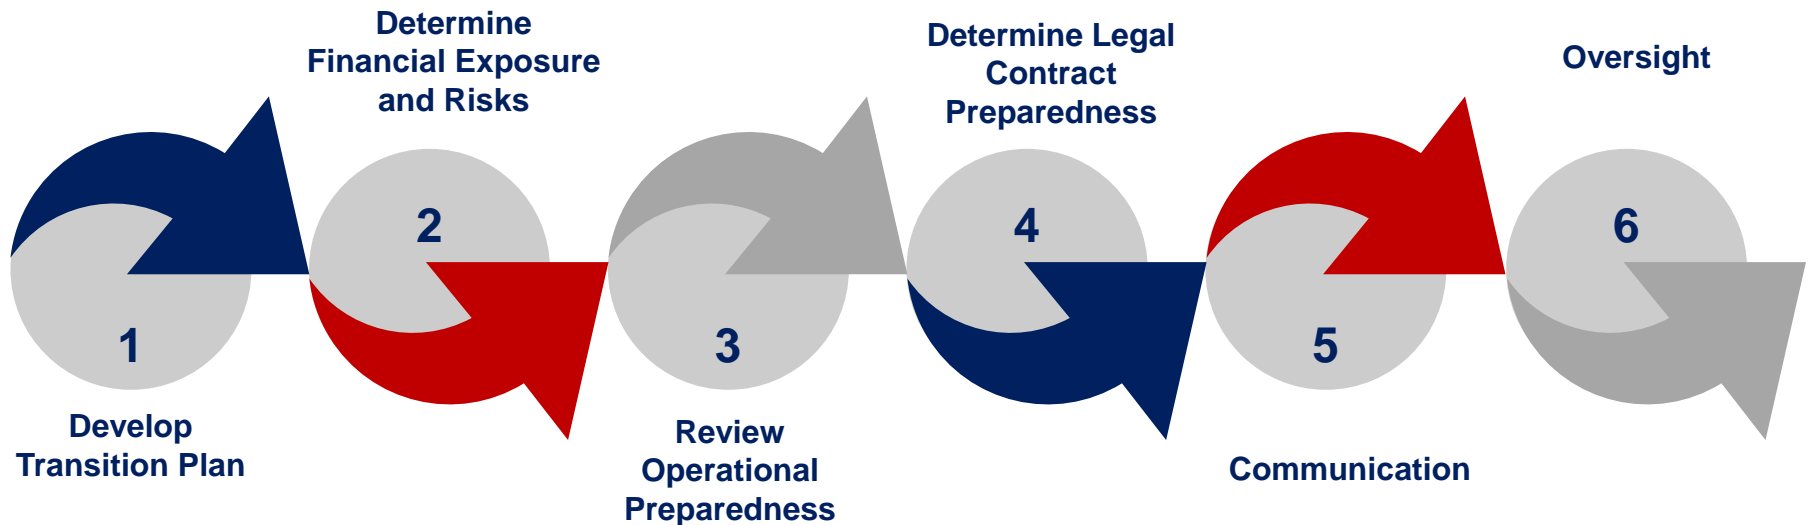 1
Develop
Transition Plan
Determine
Financial Exposure
and Risks
2
3
Review
Operational
Preparedness
Determine Legal
Contract
Preparedness
4
5
Communication
Oversight
6